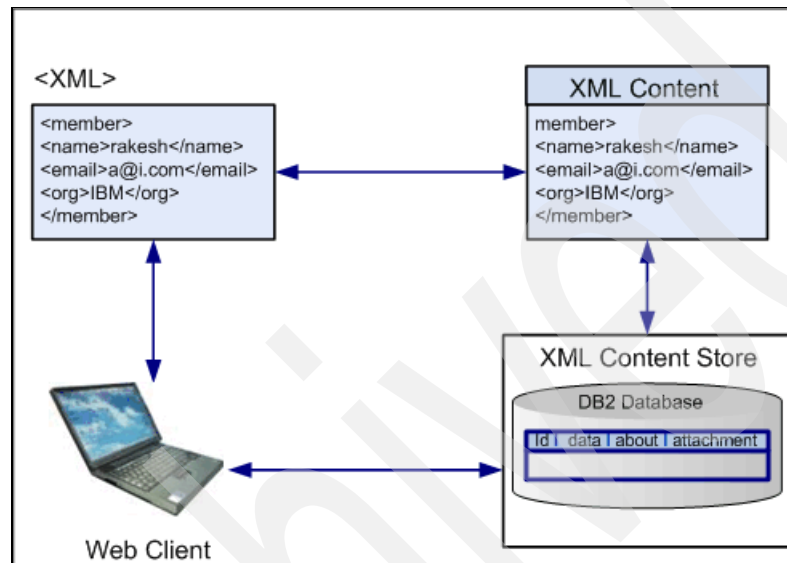 <XML>
<member>
<name>rakesh</name>
<email>a@i.com</email>
<org>IBM</org>
</member>
XML Content
member>
<name>rakesh</name>
<email>a@i.com</email>
<org>IBM</org>
</member>
XML Content Store
DB2 Database
Id data about attachment
Web Client